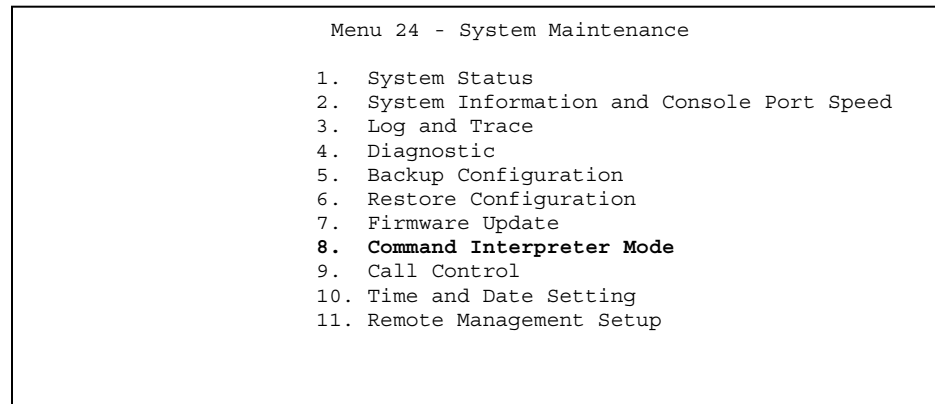 Menu 24 - System Maintenance
1. System Status
2. System Information and Console Port Speed
3. Log and Trace
4. Diagnostic
5. Backup Configuration
6. Restore Configuration
7. Firmware Update
8. Command Interpreter Mode
9. Call Control
10. Time and Date Setting
11. Remote Management Setup